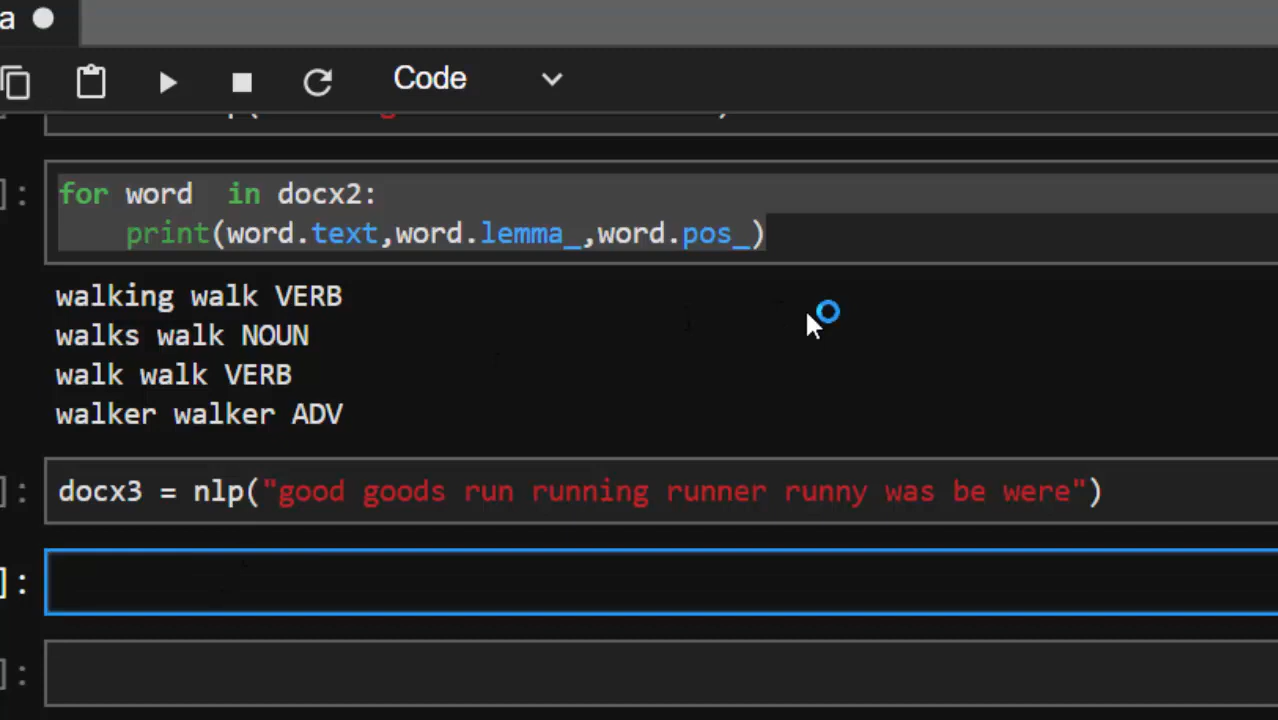 a
Code
]:
for word  in docx2:
    print(word.text,word.lemma_,word.pos_)
walking walk VERB
walks walk NOUN
walk walk VERB
walker walker ADV
]:
docx3 = nlp("good goods run running runner runny was be were")
]:
]: